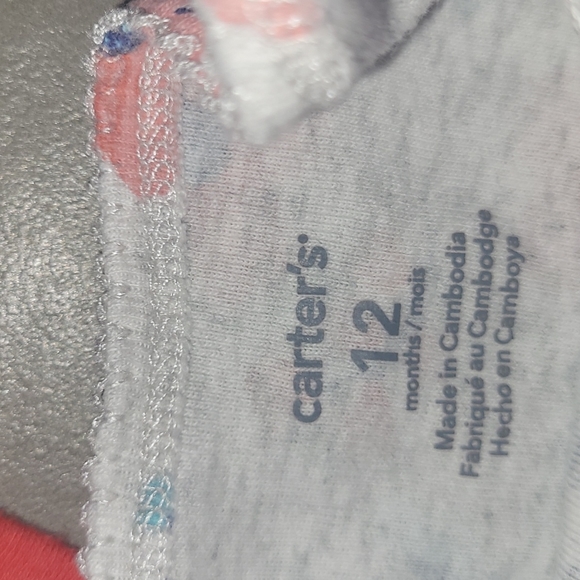 carter's
12
months / mois
Made in Cambodia
Fabriqué au Cambodge
Hecho en Camboya